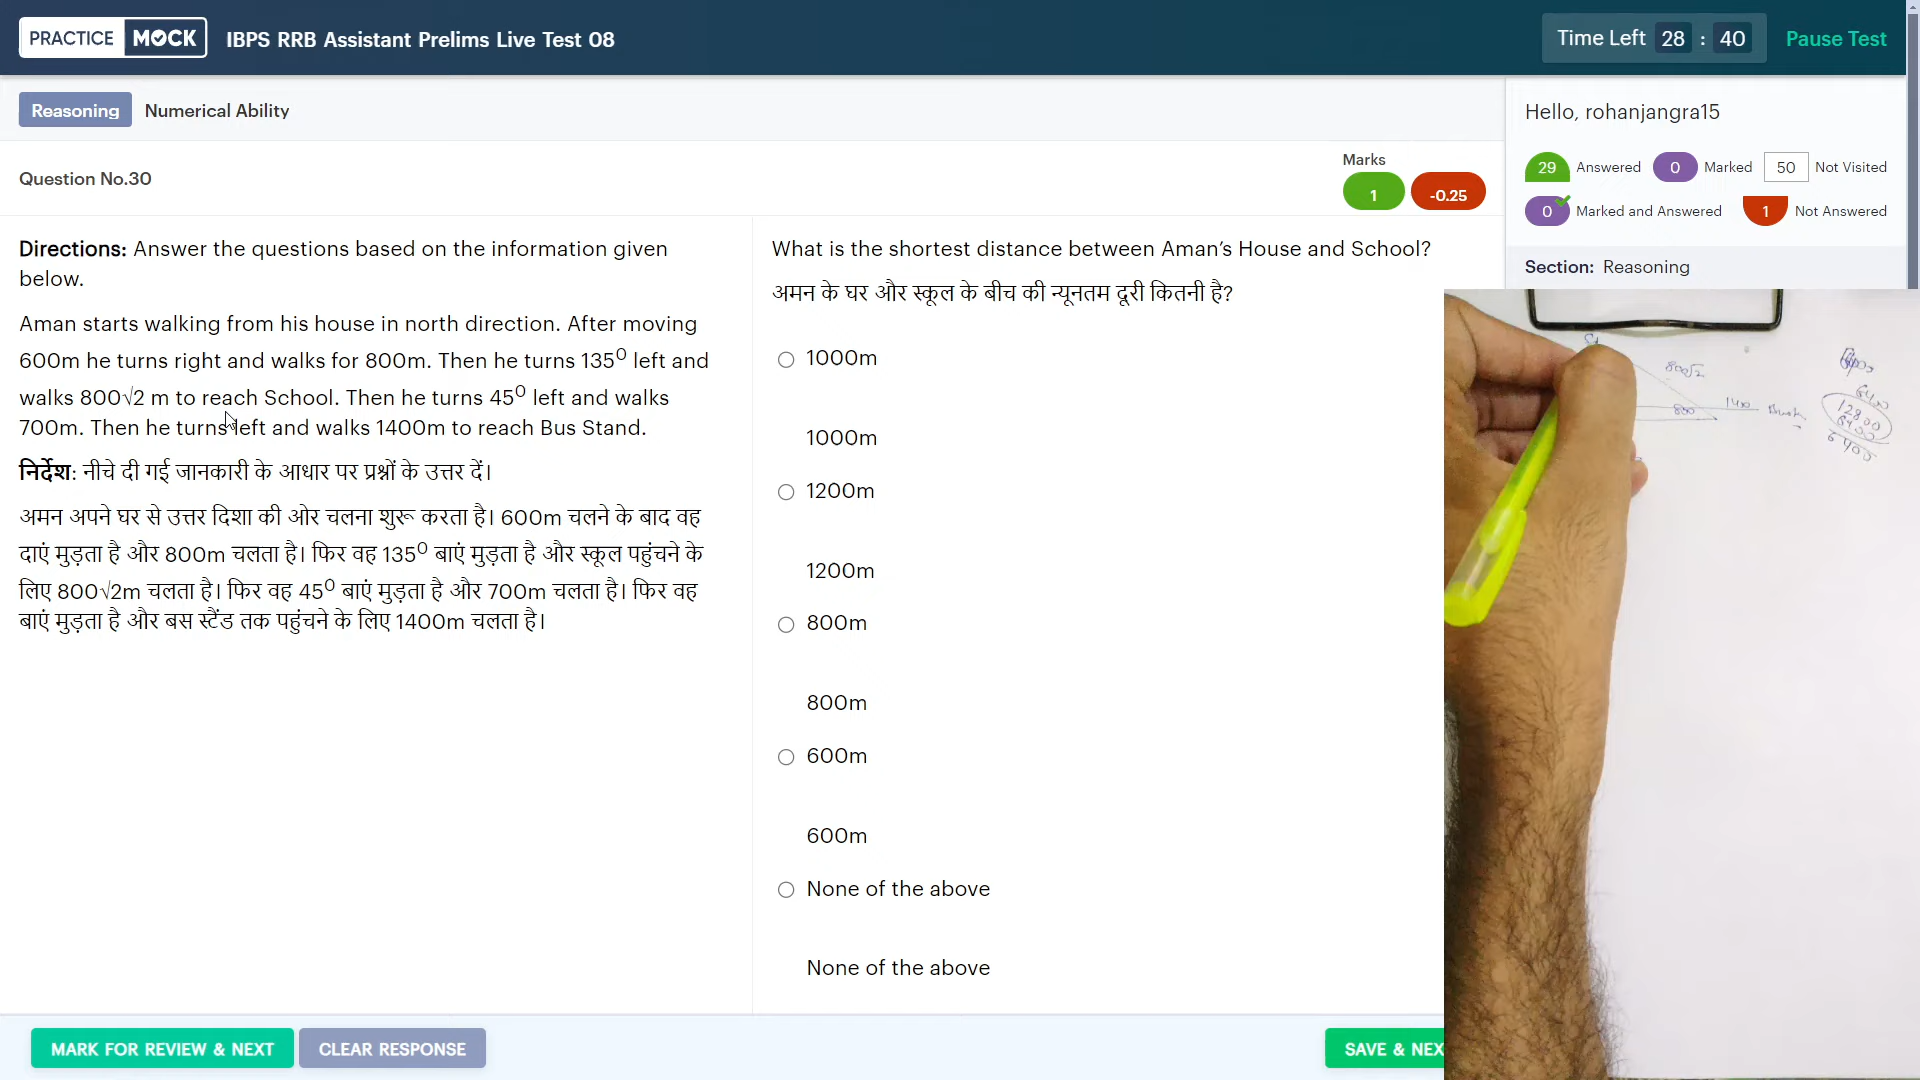 PRACTICE MOCK
IBPS RRB Assistant Prelims Live Test 08
Time Left 28 : 40
Pause Test
Reasoning
Numerical Ability
Hello, rohanjangra15
Question No.30
Marks
1
-0.25
29 Answered
0 Marked
50 Not Visited
0 Marked and Answered
1 Not Answered
Section: Reasoning
Directions: Answer the questions based on the information given
below.
Aman starts walking from his house in north direction. After moving
600m he turns right and walks for 800m. Then he turns 135⁰ left and
walks 800√2 m to reach School. Then he turns 45⁰ left and walks
700m. Then he turns left and walks 1400m to reach Bus Stand.
निर्देश: नीचे दी गई जानकारी के आधार पर प्रश्नों के उत्तर दें।
अमन अपने घर से उत्तर दिशा की ओर चलना शुरू करता है। 600m चलने के बाद वह
दाएं मुड़ता है और 800m चलता है। फिर वह 135⁰ बाएं मुड़ता है और स्कूल पहुंचने के
लिए 800√2m चलता है। फिर वह 45⁰ बाएं मुड़ता है और 700m चलता है। फिर वह
बाएं मुड़ता है और बस स्टैंड तक पहुंचने के लिए 1400m चलता है।
What is the shortest distance between Aman’s House and School?
अमन के घर और स्कूल के बीच की न्यूनतम दूरी कितनी है?
1000m
1000m
1200m
1200m
800m
800m
600m
600m
None of the above
None of the above
MARK FOR REVIEW & NEXT
CLEAR RESPONSE
SAVE & NEX
800√2
800
1400
6400
12800
6400
6400